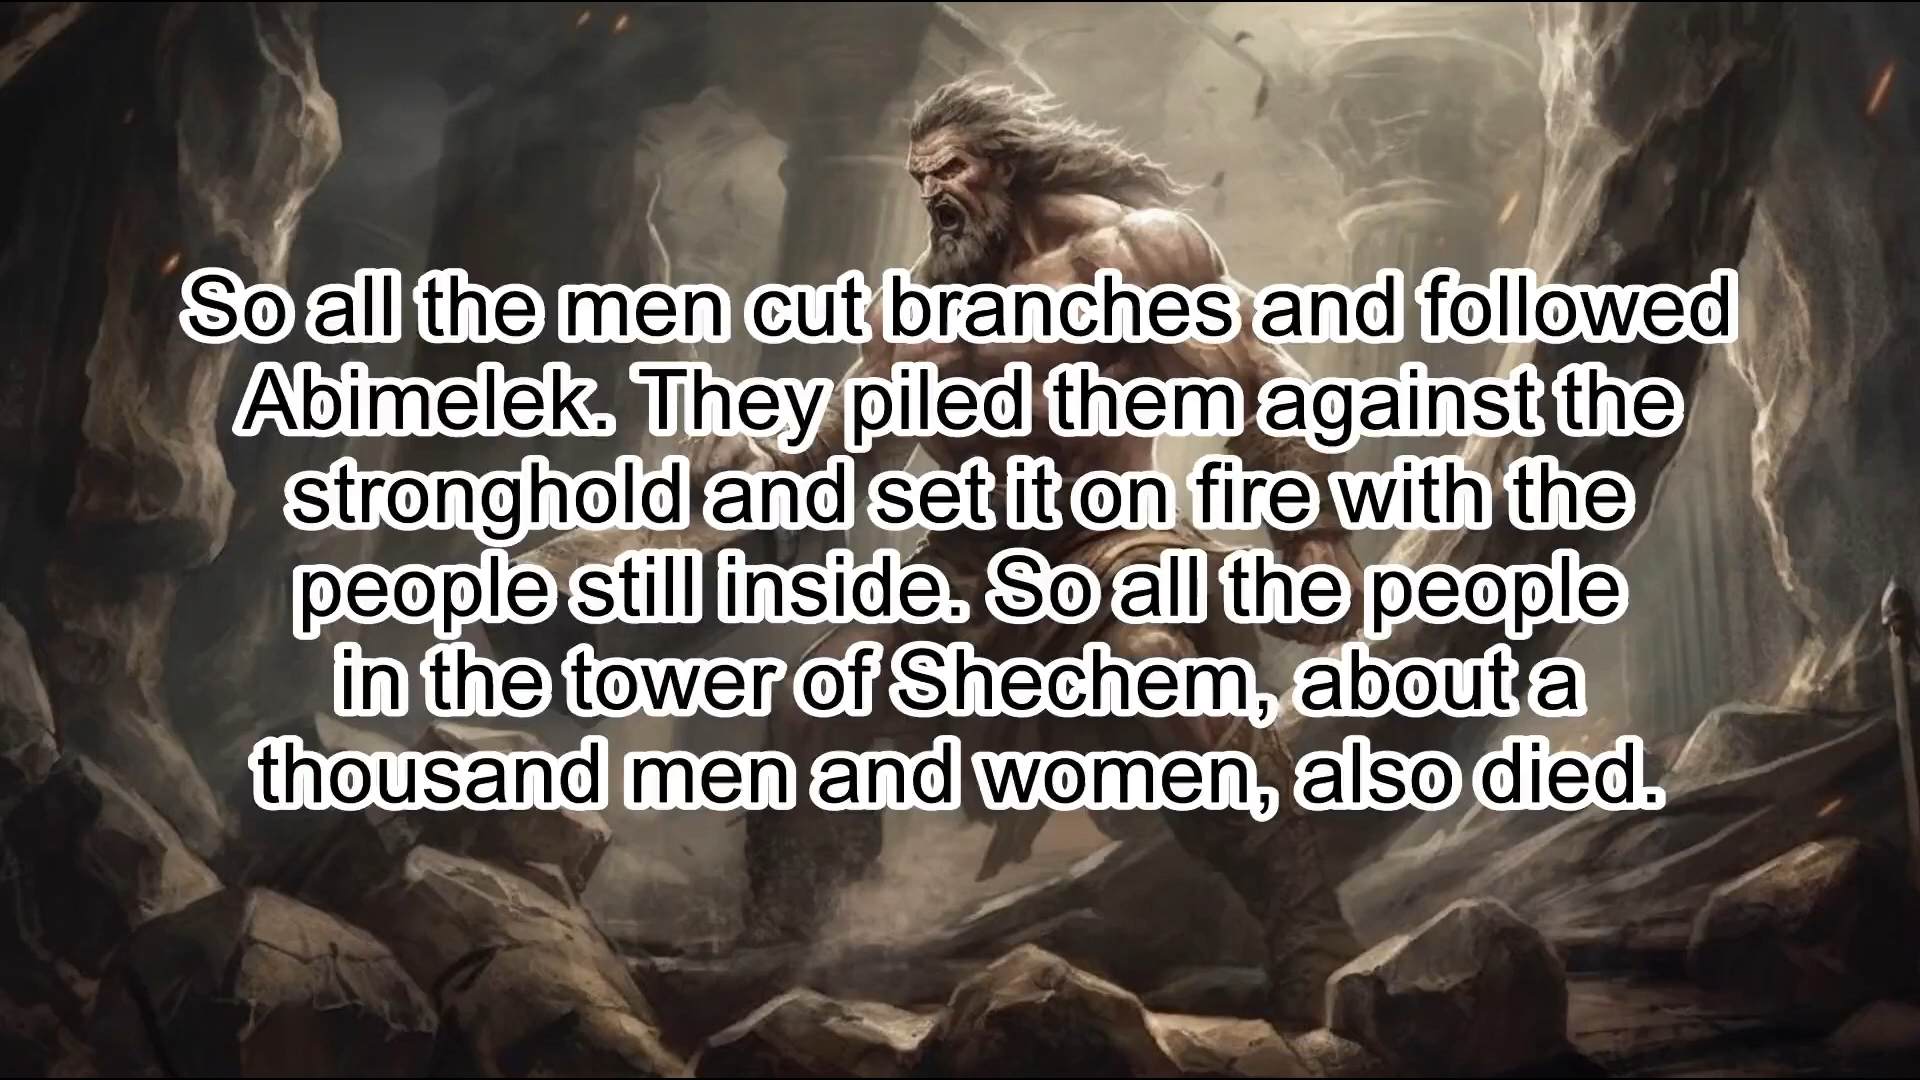 So all the men cut branches and followed
Abimelek. They piled them against the
stronghold and set it on fire with the
people still inside. So all the people
in the tower of Shechem, about a
thousand men and women, also died.